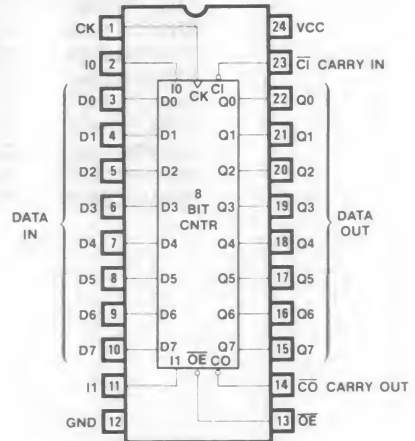 CK 1 24 VCC
I0 2 23 C̅I̅ CARRY IN
I0 CK CI
D0 3 D0 Q0 22 Q0
D1 4 D1 Q1 21 Q1
D2 5 D2 Q2 20 Q2
D3 6 D3 8 BIT CNTR Q3 19 Q3
DATA IN
DATA OUT
D4 7 D4 Q4 18 Q4
D5 8 D5 Q5 17 Q5
D6 9 D6 Q6 16 Q6
D7 10 D7 Q7 15 Q7
I1 O̅E̅ CO
I1 11 14 C̅O̅ CARRY OUT
GND 12 13 O̅E̅